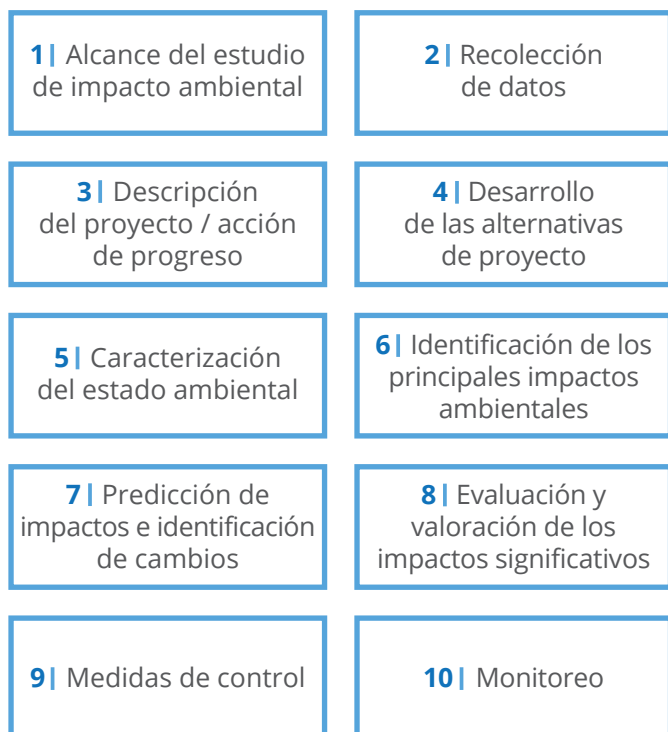 1| Alcance del estudio
de impacto ambiental
2| Recolección
de datos
3| Descripción
del proyecto / acción
de progreso
4| Desarrollo
de las alternativas
de proyecto
5| Caracterización
del estado ambiental
6| Identificación de los
principales impactos
ambientales
7| Predicción de
impactos e identificación
de cambios
8| Evaluación y
valoración de los
impactos significativos
9| Medidas de control
10| Monitoreo